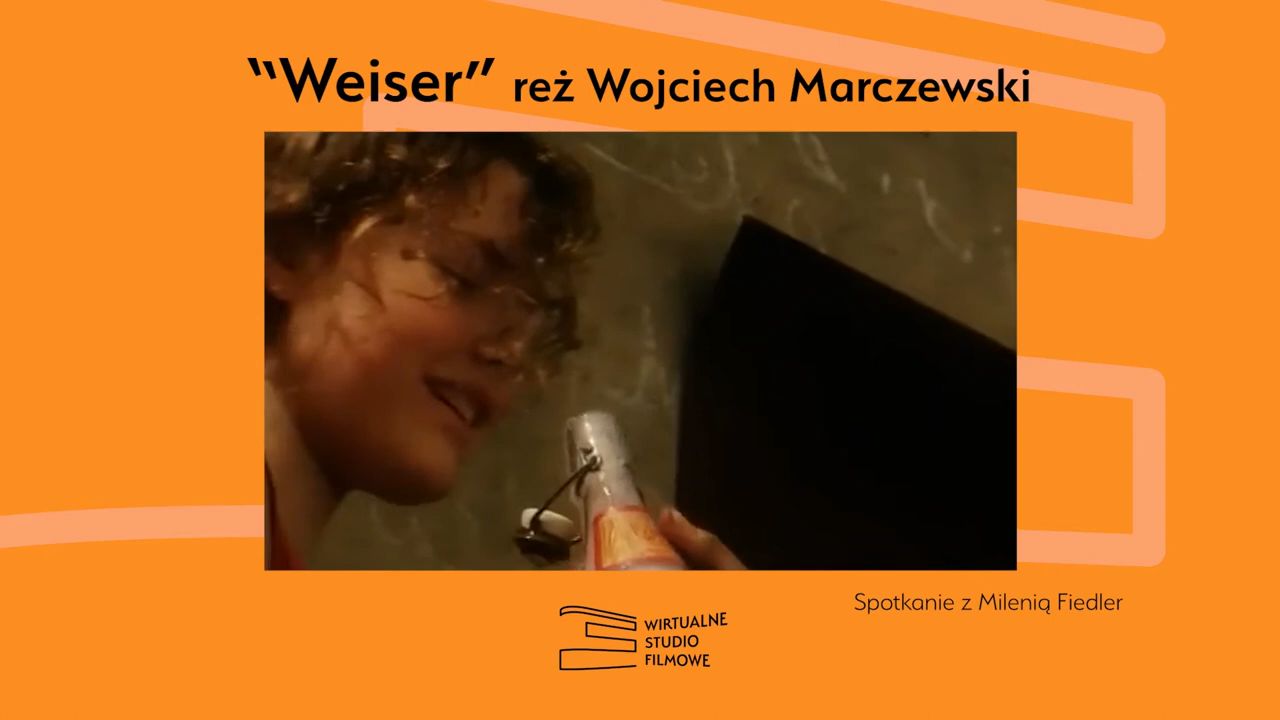 “Weiser” reż Wojciech Marczewski
Spotkanie z Milenią Fiedler
WIRTUALNE
STUDIO
FILMOWE